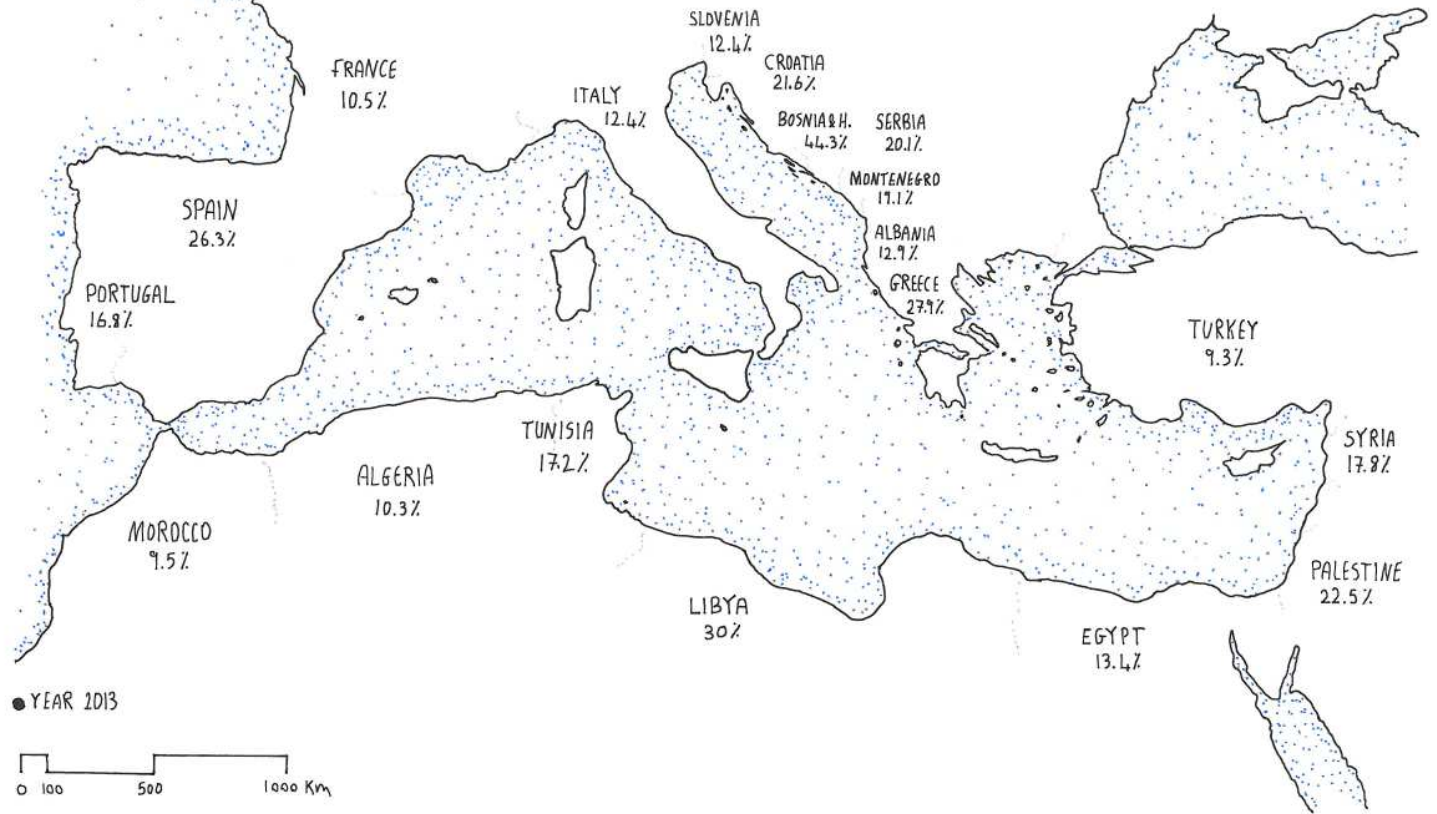 SLOVENIA
12.4%
CROATIA
21.6%
FRANCE
10.5%
ITALY
12.4%
BOSNIA&H.
44.3%
SERBIA
20.1%
MONTENEGRO
19.1%
SPAIN
26.3%
ALBANIA
12.9%
GREECE
27.9%
PORTUGAL
16.8%
TURKEY
9.3%
TUNISIA
17.2%
SYRIA
17.8%
ALGERIA
10.3%
MOROCCO
9.5%
PALESTINE
22.5%
LIBYA
30%
EGYPT
13.4%
YEAR 2013
0 100 500 1000 Km